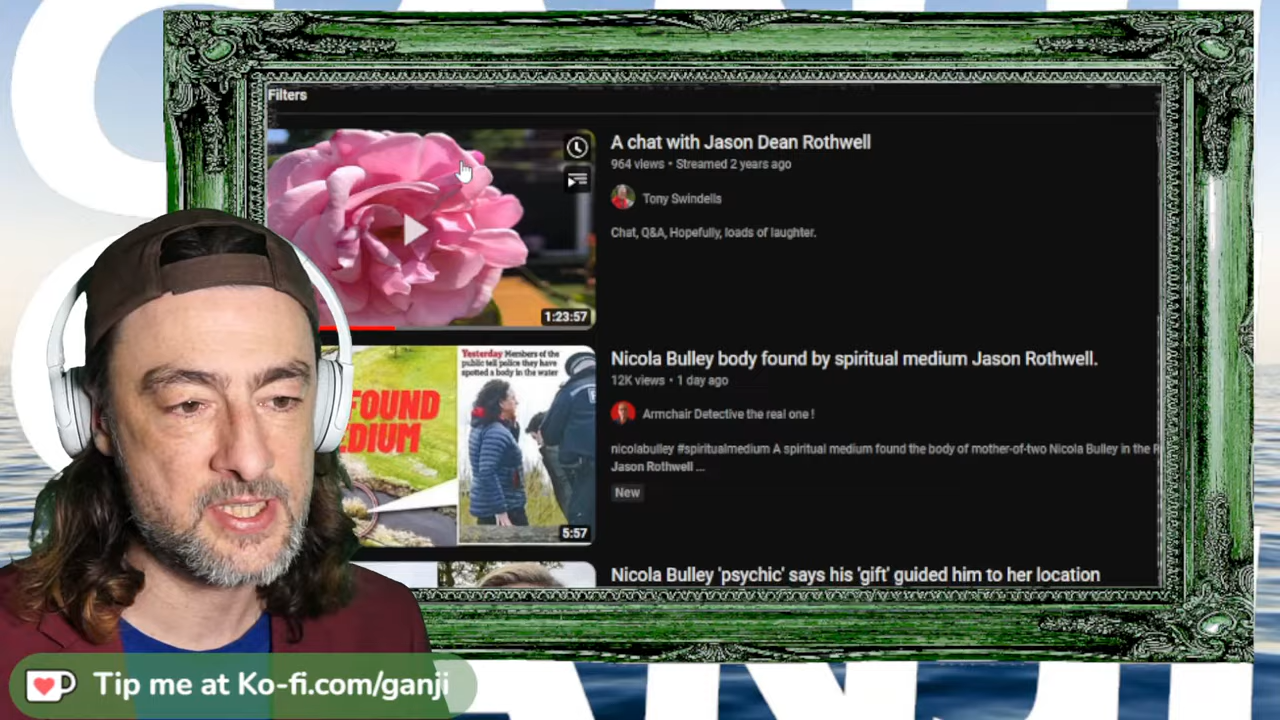 Filters
A chat with Jason Dean Rothwell
964 views • Streamed 2 years ago
Tony Swindells
Chat, Q&A, Hopefully, loads of laughter.
1:23:57
Nicola Bulley body found by spiritual medium Jason Rothwell.
12K views • 1 day ago
Armchair Detective the real one !
nicolabulley #spiritualmedium A spiritual medium found the body of mother-of-two Nicola Bulley in the
Jason Rothwell ...
New
FOUND
EDIUM
Yesterday Members of the
public tell police they have
spotted a body in the water
5:57
Nicola Bulley 'psychic' says his 'gift' guided him to her location
Tip me at Ko-fi.com/ganji